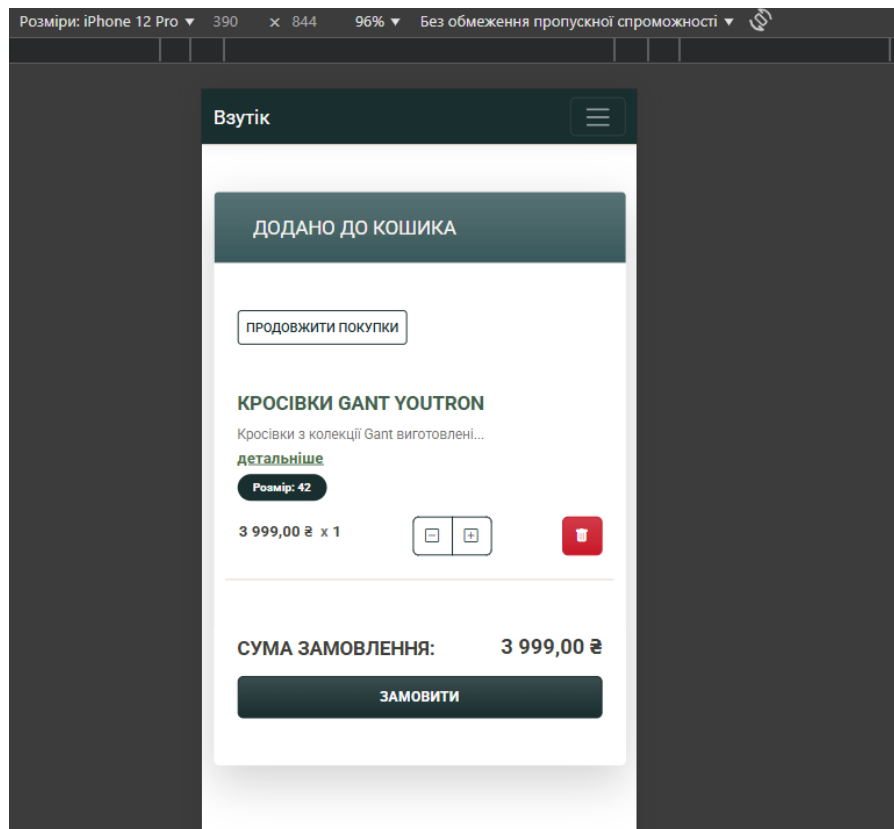 Розміри: iPhone 12 Pro ▼ 390 × 844 96% ▼ Без обмеження пропускної спроможності ▼
Взутік
ДОДАНО ДО КОШИКА
ПРОДОВЖИТИ ПОКУПКИ
КРОСІВКИ GANT YOUTRON
Кросівки з колекції Gant виготовлені...
детальніше
Розмір: 42
3 999,00 ₴ x 1
СУМА ЗАМОВЛЕННЯ: 3 999,00 ₴
ЗАМОВИТИ